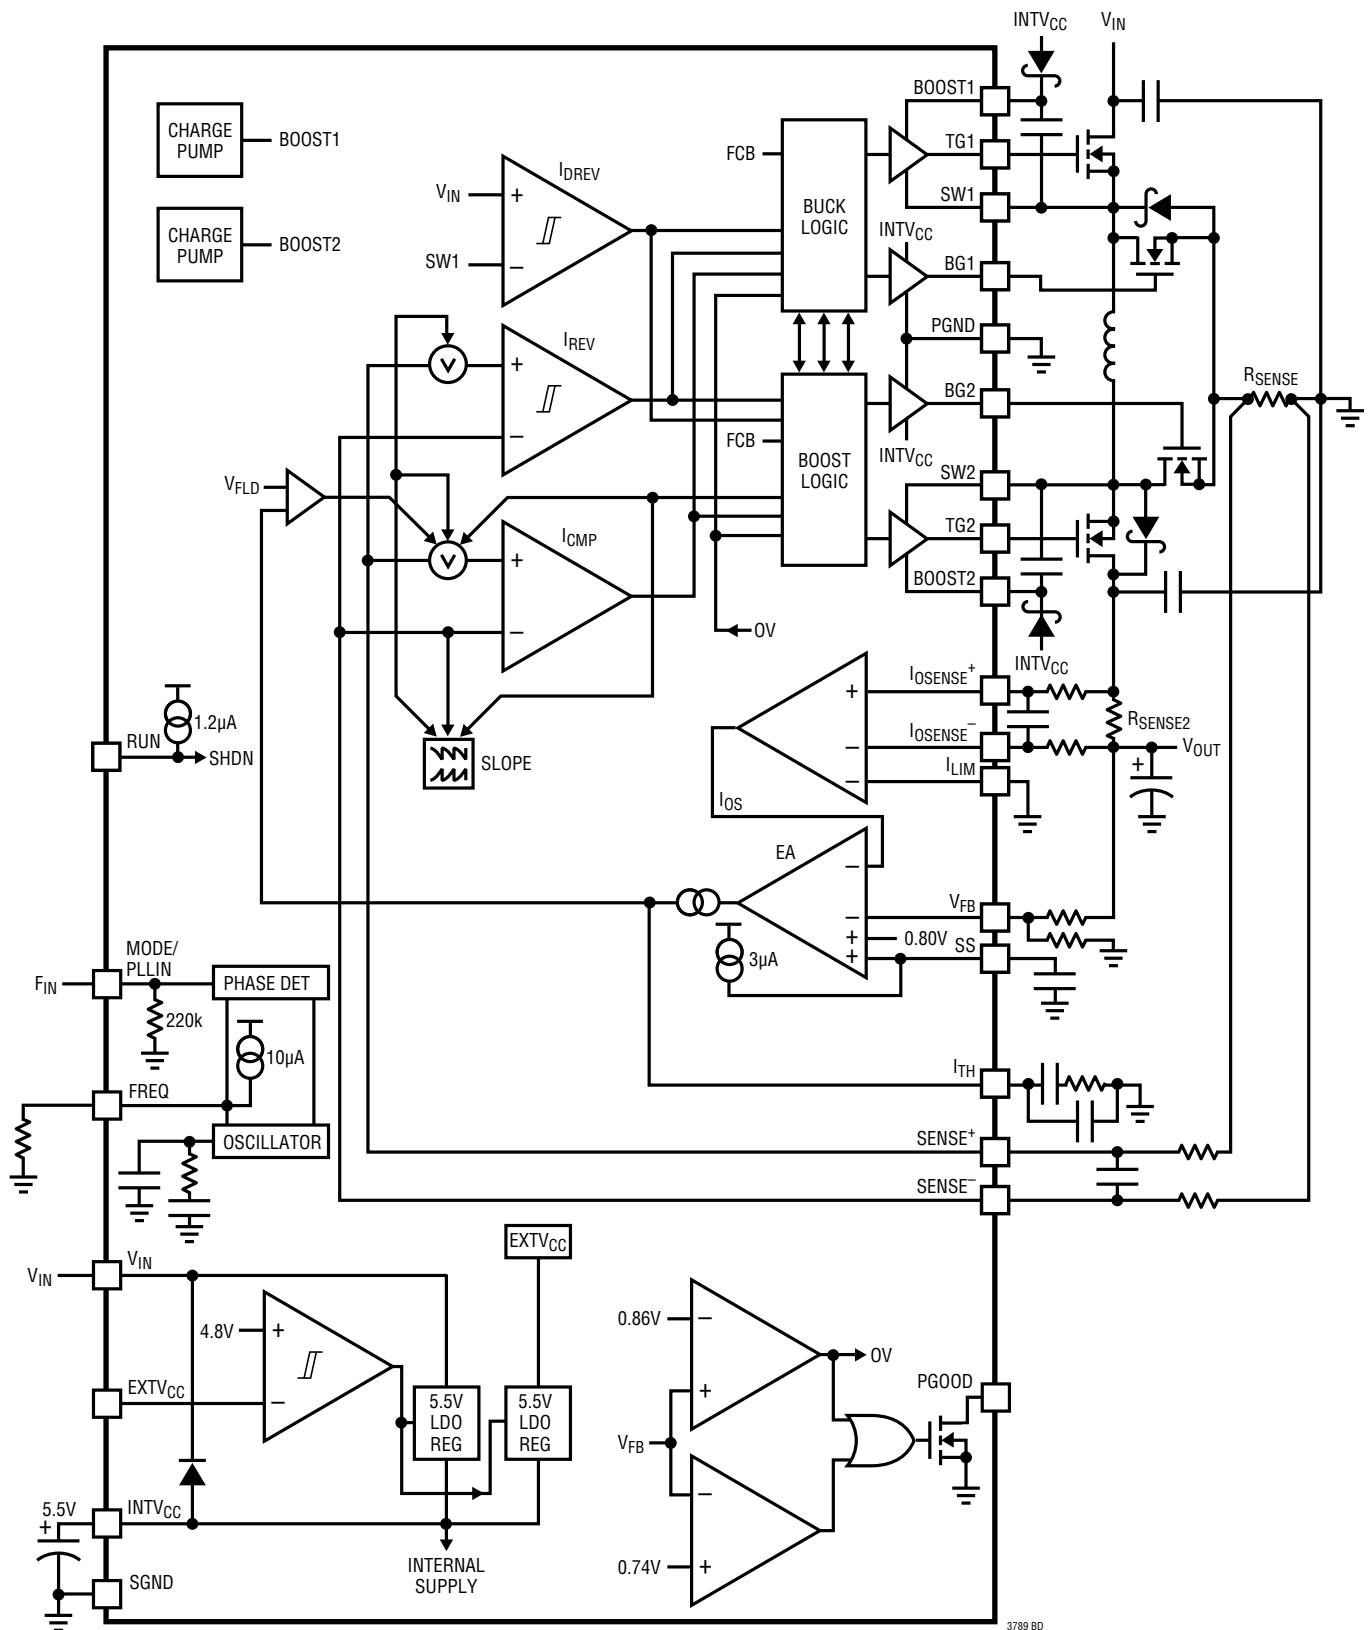 INTVCC
VIN
CHARGE
PUMP
BOOST1
CHARGE
PUMP
BOOST2
VIN
SW1
IDREV
IREV
ICMP
VFLD
FCB
BUCK
LOGIC
INTVCC
FCB
BOOST
LOGIC
INTVCC
OV
BOOST1
TG1
SW1
BG1
PGND
BG2
SW2
TG2
BOOST2
INTVCC
RSENSE
1.2µA
RUN
SHDN
SLOPE
IOSENSE+
IOSENSE–
ILIM
RSENSE2
VOUT
+
IOS
EA
VFB
0.80V
SS
3µA
MODE/
PLLIN
FIN
PHASE DET
220k
10µA
FREQ
OSCILLATOR
ITH
SENSE+
SENSE–
VIN
VIN
EXTVCC
4.8V
EXTVCC
5.5V
LDO
REG
5.5V
LDO
REG
5.5V
+
INTVCC
SGND
INTERNAL
SUPPLY
0.86V
OV
VFB
0.74V
PGOOD
3789 BD